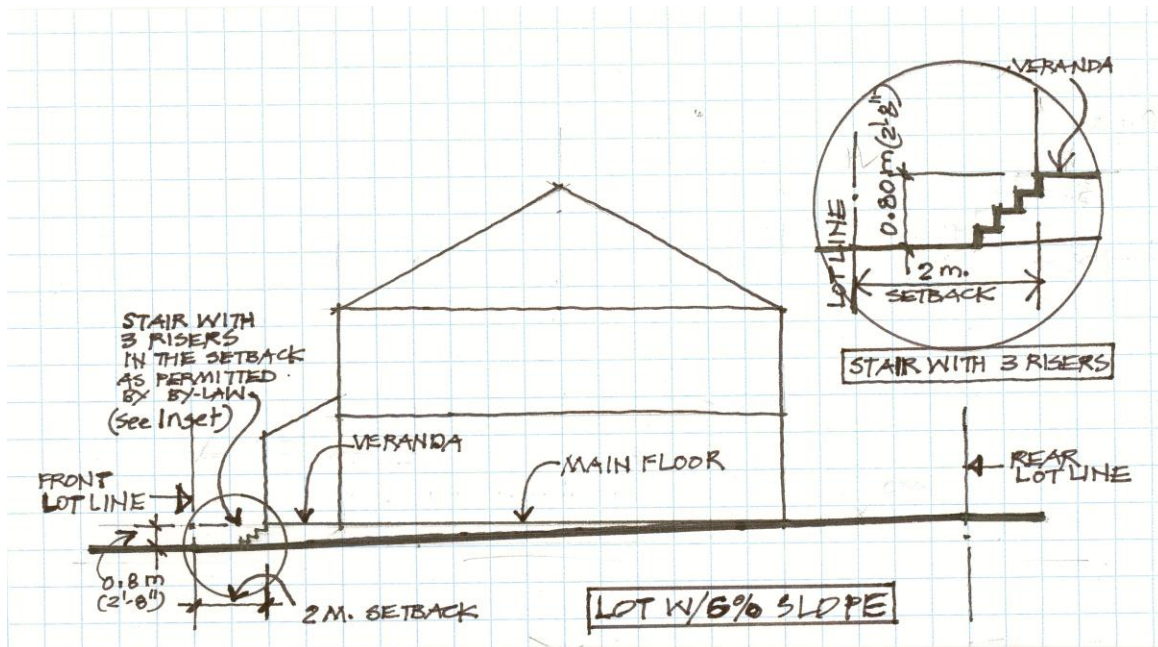 VERANDA
0.80 m (2'-8")
LOT LINE
2 m.
SETBACK
STAIR WITH 3 RISERS
STAIR WITH
3 RISERS
IN THE SETBACK
AS PERMITTED
BY BY-LAW.
(see Inset)
VERANDA
MAIN FLOOR
REAR
LOT LINE
FRONT
LOT LINE
0.8 m
(2'-8")
2 M. SETBACK
LOT W/6% SLOPE